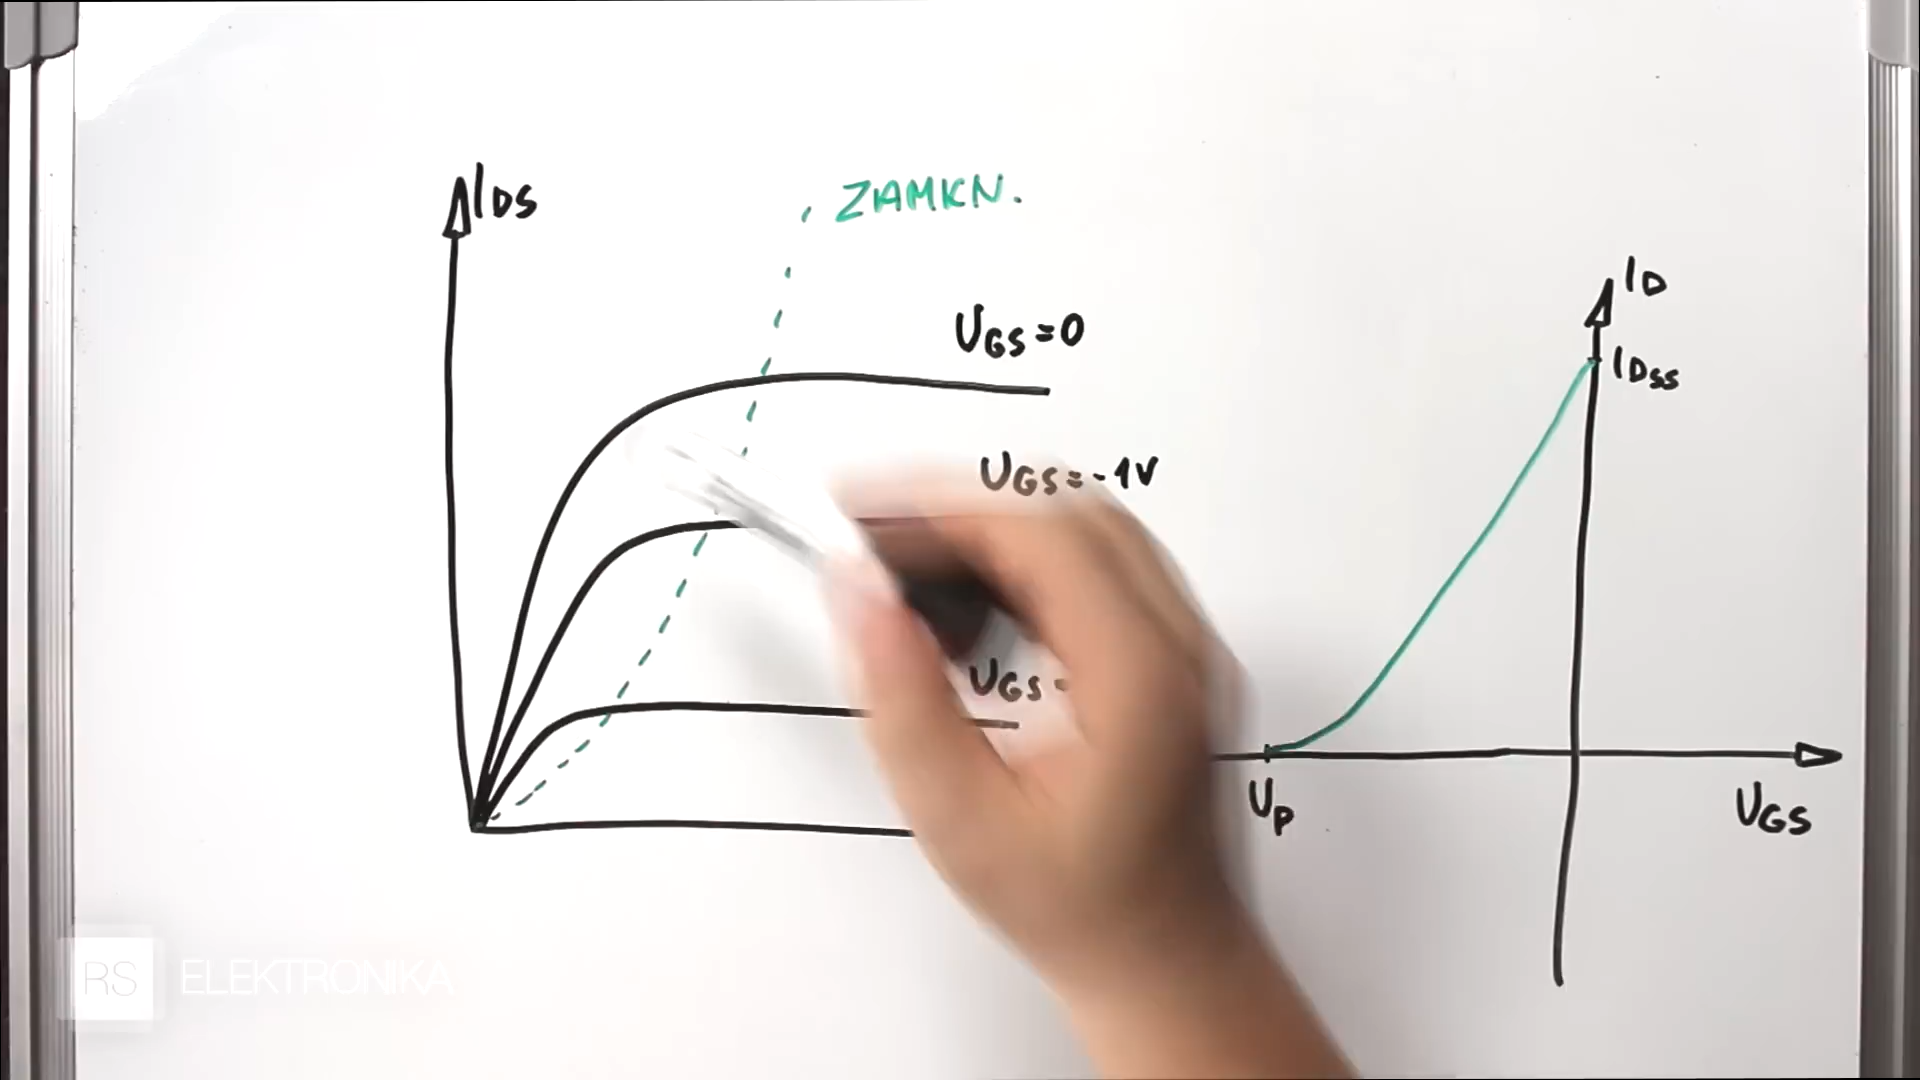 IDS
ZAMKN.
UGS=0
UGS=-1V
UGS
ID
IDSS
UP
UGS
RS ELEKTRONIKA